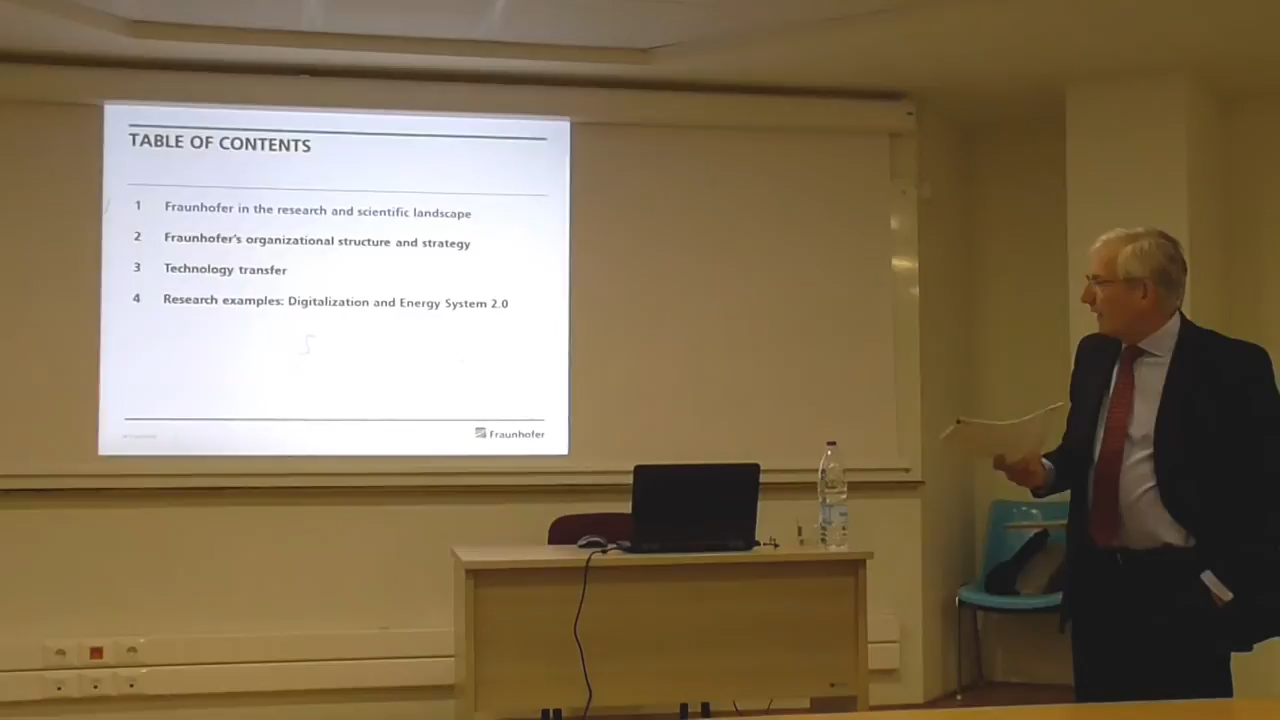 TABLE OF CONTENTS
1 Fraunhofer in the research and scientific landscape
2 Fraunhofer's organizational structure and strategy
3 Technology transfer
4 Research examples: Digitalization and Energy System 2.0
Fraunhofer